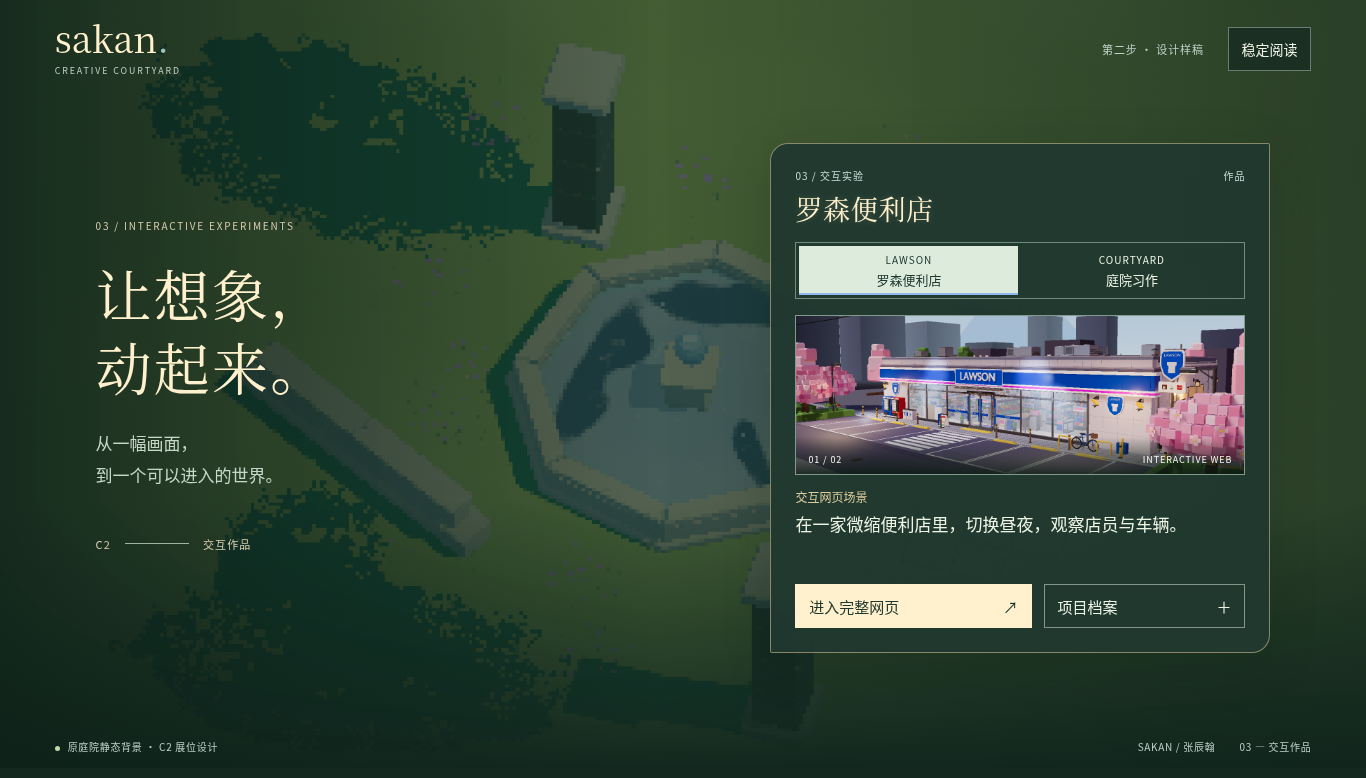 sakan.
CREATIVE COURTYARD
第二步 · 设计样稿
稳定阅读
03 / INTERACTIVE EXPERIMENTS
让想象，
动起来。
从一幅画面，
到一个可以进入的世界。
C2 交互作品
03 / 交互实验
作品
罗森便利店
LAWSON
罗森便利店
COURTYARD
庭院习作
LAWSON
01 / 02
INTERACTIVE WEB
交互网页场景
在一家微缩便利店里，切换昼夜，观察店员与车辆。
进入完整网页 ↗
项目档案 +
原庭院静态背景 · C2 展位设计
SAKAN / 张辰翰
03 — 交互作品